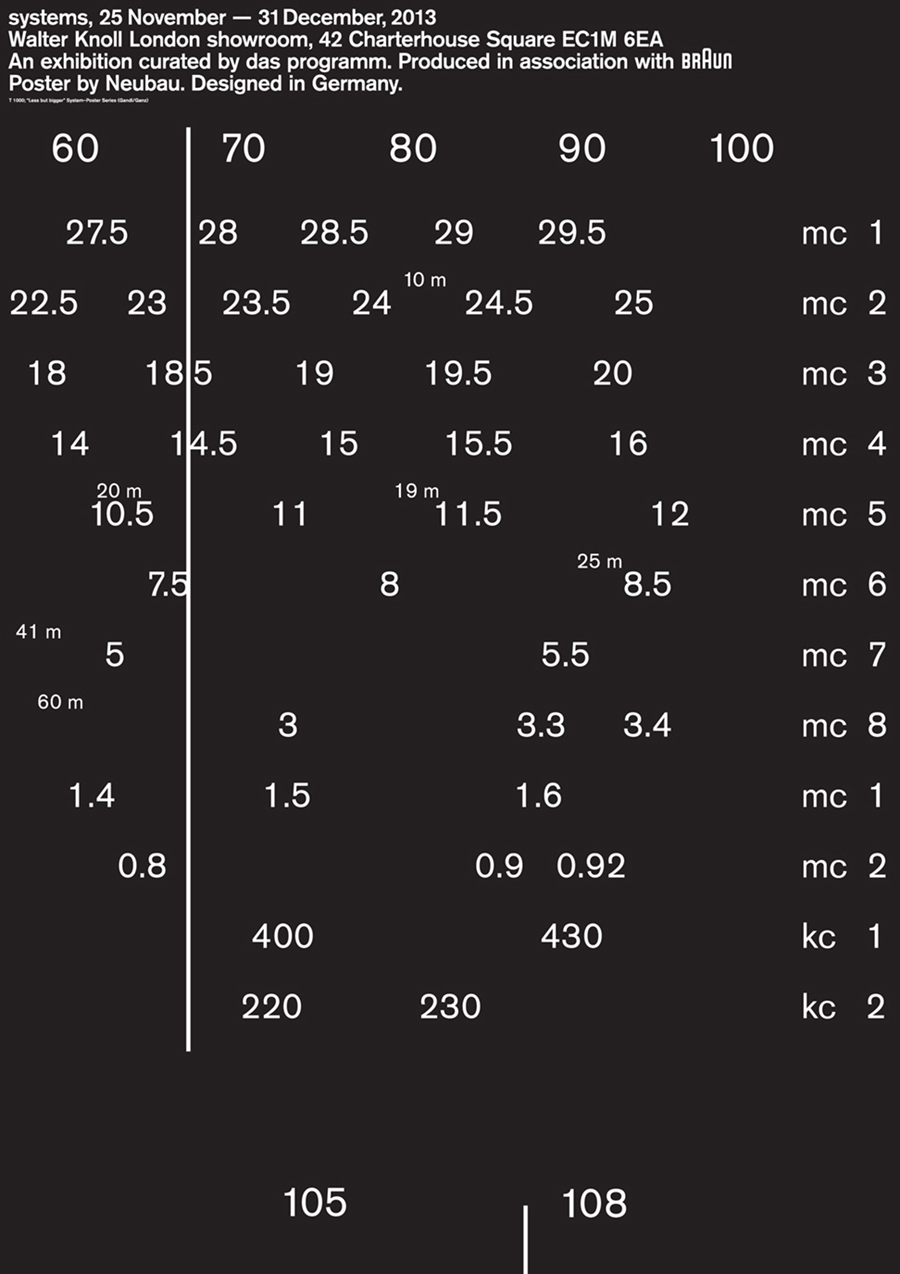 systems, 25 November — 31 December, 2013
Walter Knoll London showroom, 42 Charterhouse Square EC1M 6EA
An exhibition curated by das programm. Produced in association with BRAUN
Poster by Neubau. Designed in Germany.
T 1000; "Less but bigger" System–Poster Series (Gandl/Ganz)
60 70 80 90 100
27.5 28 28.5 29 29.5 mc 1
10 m
22.5 23 23.5 24 24.5 25 mc 2
18 18.5 19 19.5 20 mc 3
14 14.5 15 15.5 16 mc 4
20 m 19 m
10.5 11 11.5 12 mc 5
25 m
7.5 8 8.5 mc 6
41 m
5 5.5 mc 7
60 m
3 3.3 3.4 mc 8
1.4 1.5 1.6 mc 1
0.8 0.9 0.92 mc 2
400 430 kc 1
220 230 kc 2
105 108